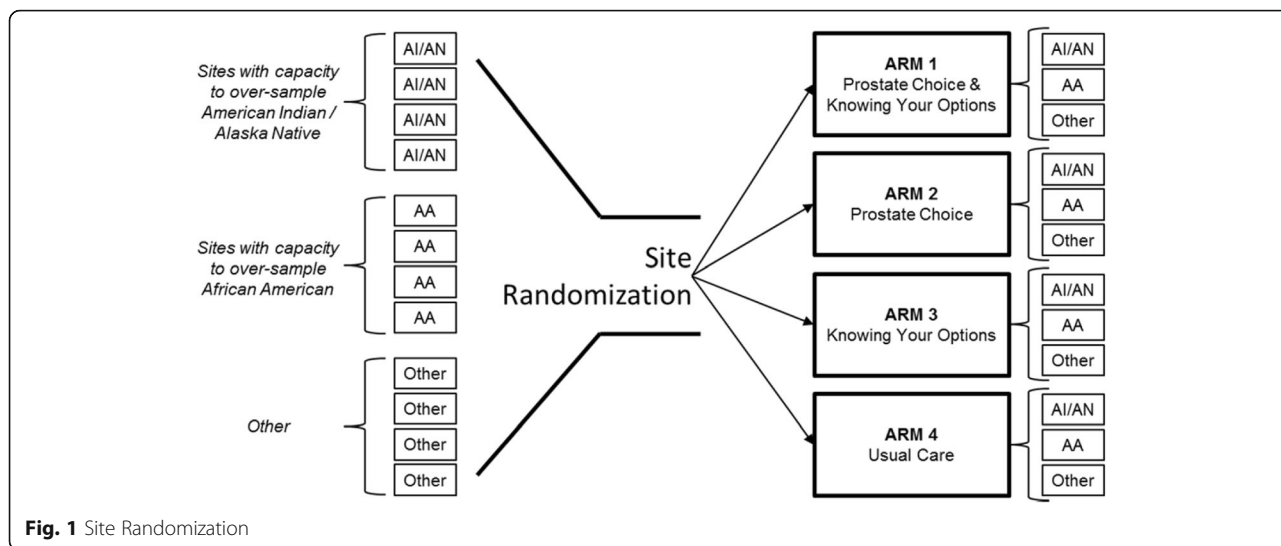 Sites with capacity
to over-sample
American Indian /
Alaska Native
AI/AN
AI/AN
AI/AN
AI/AN
Sites with capacity
to over-sample
African American
AA
AA
AA
AA
Other
Other
Other
Other
Other
Site
Randomization
ARM 1
Prostate Choice &
Knowing Your Options
AI/AN
AA
Other
ARM 2
Prostate Choice
AI/AN
AA
Other
ARM 3
Knowing Your Options
AI/AN
AA
Other
ARM 4
Usual Care
AI/AN
AA
Other
Fig. 1 Site Randomization